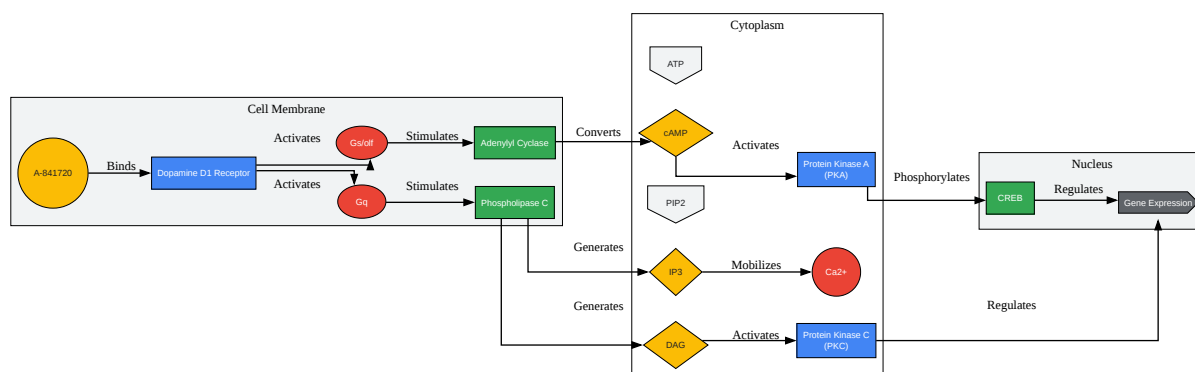 Cytoplasm
ATP
Cell Membrane
A-841720
Binds
Dopamine D1 Receptor
Activates
Gs/olf
Stimulates
Adenylyl Cyclase
Converts
cAMP
Activates
Protein Kinase A
(PKA)
Activates
Gq
Stimulates
Phospholipase C
PIP2
Phosphorylates
Nucleus
CREB
Regulates
Gene Expression
Generates
IP3
Mobilizes
Ca2+
Generates
DAG
Activates
Protein Kinase C
(PKC)
Regulates